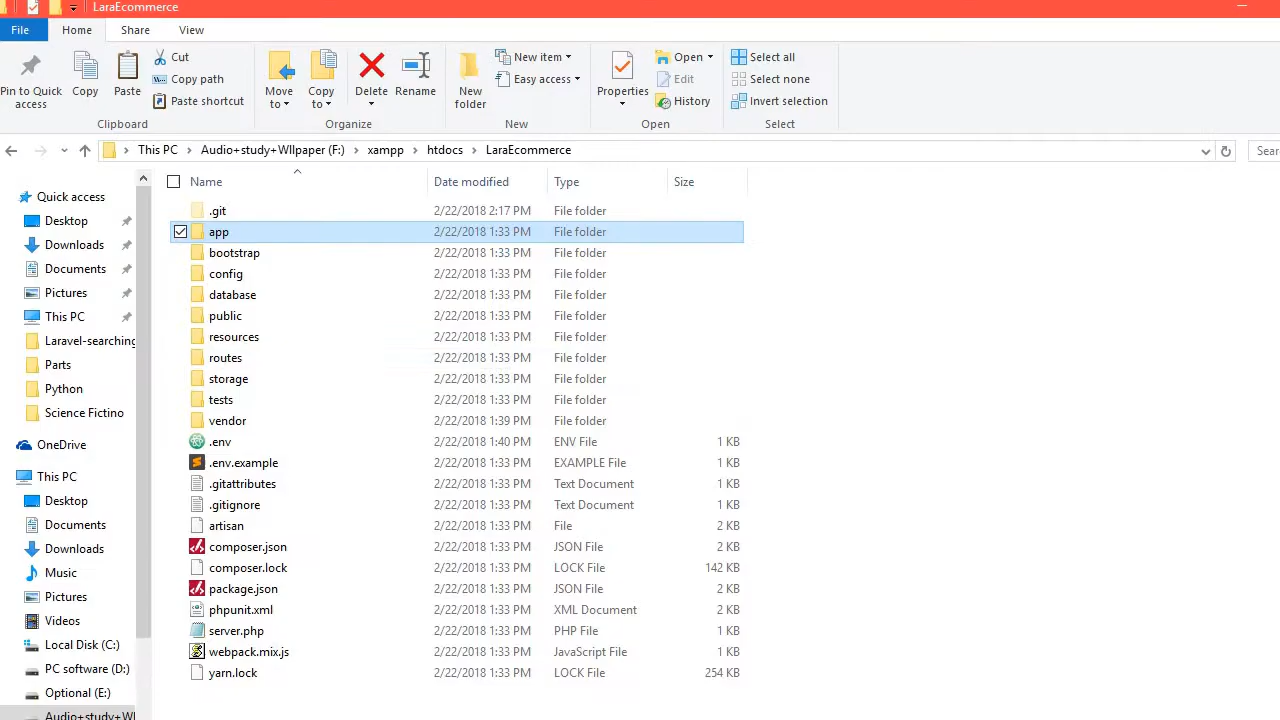 LaraEcommerce
File Home Share View
Pin to Quick access
Copy
Paste
Cut
Copy path
Paste shortcut
Clipboard
Move to
Copy to
Delete
Rename
Organize
New folder
New item
Easy access
New
Properties
Open
Edit
History
Open
Select all
Select none
Invert selection
Select
This PC > Audio+study+WIlpaper (F:) > xampp > htdocs > LaraEcommerce
Sear
Quick access
Desktop
Downloads
Documents
Pictures
This PC
Laravel-searching
Parts
Python
Science Fictino
OneDrive
This PC
Desktop
Documents
Downloads
Music
Pictures
Videos
Local Disk (C:)
PC software (D:)
Optional (E:)
Audio+study+WI
Name Date modified Type Size
.git 2/22/2018 2:17 PM File folder
app 2/22/2018 1:33 PM File folder
bootstrap 2/22/2018 1:33 PM File folder
config 2/22/2018 1:33 PM File folder
database 2/22/2018 1:33 PM File folder
public 2/22/2018 1:33 PM File folder
resources 2/22/2018 1:33 PM File folder
routes 2/22/2018 1:33 PM File folder
storage 2/22/2018 1:33 PM File folder
tests 2/22/2018 1:33 PM File folder
vendor 2/22/2018 1:39 PM File folder
.env 2/22/2018 1:40 PM ENV File 1 KB
.env.example 2/22/2018 1:33 PM EXAMPLE File 1 KB
.gitattributes 2/22/2018 1:33 PM Text Document 1 KB
.gitignore 2/22/2018 1:33 PM Text Document 1 KB
artisan 2/22/2018 1:33 PM File 2 KB
composer.json 2/22/2018 1:33 PM JSON File 2 KB
composer.lock 2/22/2018 1:33 PM LOCK File 142 KB
package.json 2/22/2018 1:33 PM JSON File 2 KB
phpunit.xml 2/22/2018 1:33 PM XML Document 2 KB
server.php 2/22/2018 1:33 PM PHP File 1 KB
webpack.mix.js 2/22/2018 1:33 PM JavaScript File 1 KB
yarn.lock 2/22/2018 1:33 PM LOCK File 254 KB